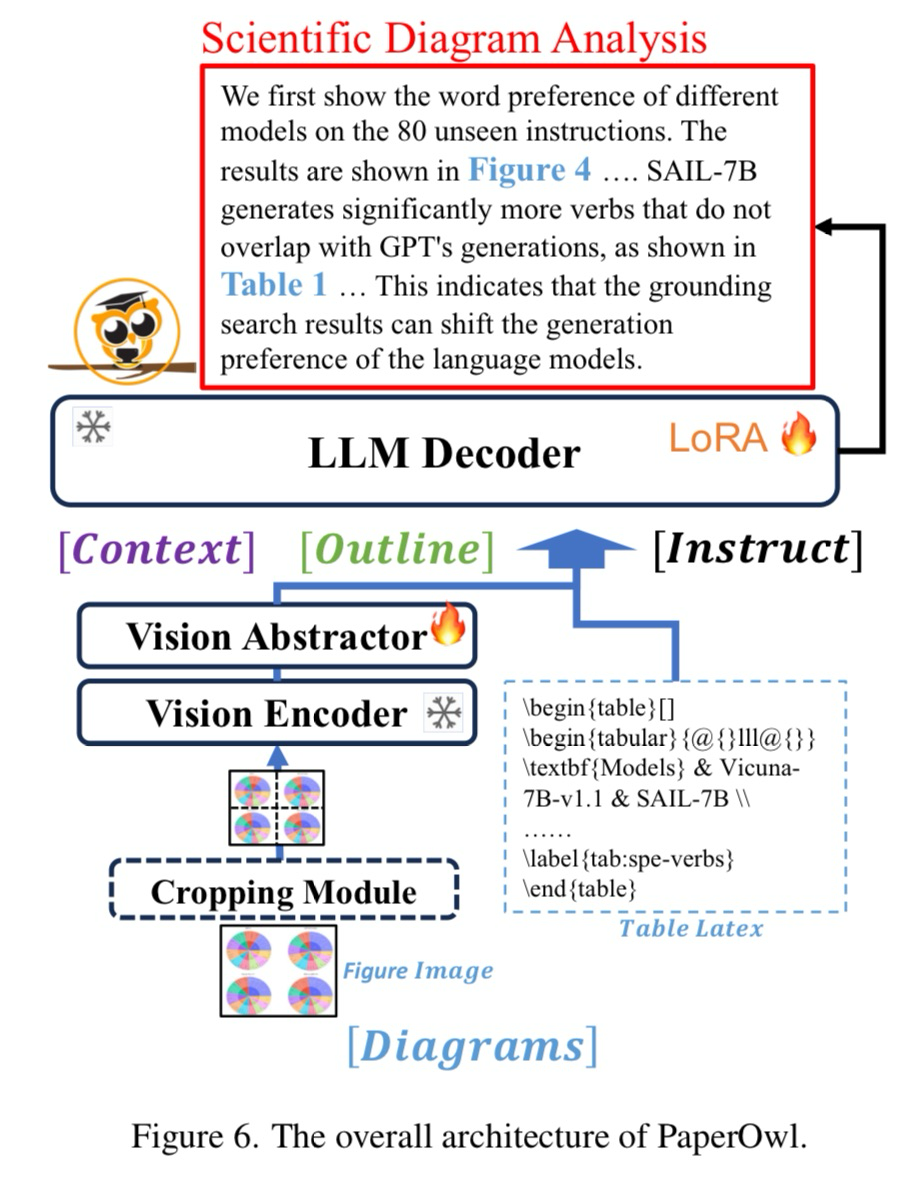 Scientific Diagram Analysis
We first show the word preference of different
models on the 80 unseen instructions. The
results are shown in Figure 4 …. SAIL-7B
generates significantly more verbs that do not
overlap with GPT's generations, as shown in
Table 1 … This indicates that the grounding
search results can shift the generation
preference of the language models.
LLM Decoder
LoRA
[Context] [Outline] [Instruct]
Vision Abstractor
Vision Encoder
\begin{table}[]
\begin{tabular}{@{}lll@{}}
\textbf{Models} & Vicuna-
7B-v1.1 & SAIL-7B \\
……
\label{tab:spe-verbs}
\end{table}
Table Latex
Cropping Module
Figure Image
[Diagrams]
Figure 6. The overall architecture of PaperOwl.